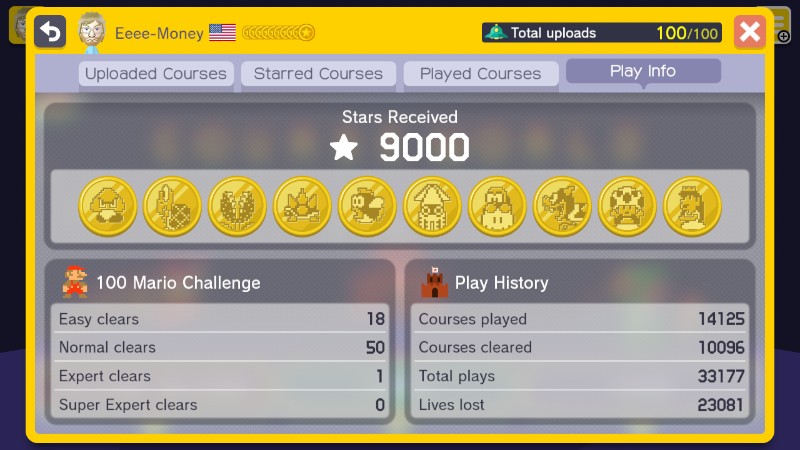 Eeee-Money
Total uploads 100/100
Uploaded Courses
Starred Courses
Played Courses
Play Info
Stars Received
9000
100 Mario Challenge
Easy clears 18
Normal clears 50
Expert clears 1
Super Expert clears 0
Play History
Courses played 14125
Courses cleared 10096
Total plays 33177
Lives lost 23081